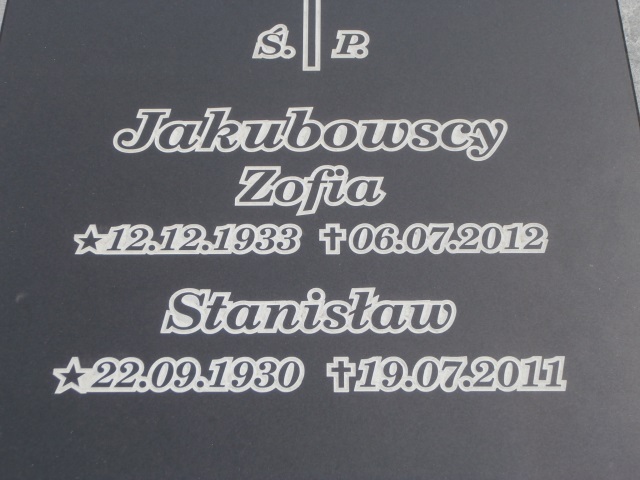 Ś. P.
Jakubowscy
Zofia
★12.12.1933 ✝06.07.2012
Stanisław
★22.09.1930 ✝19.07.2011